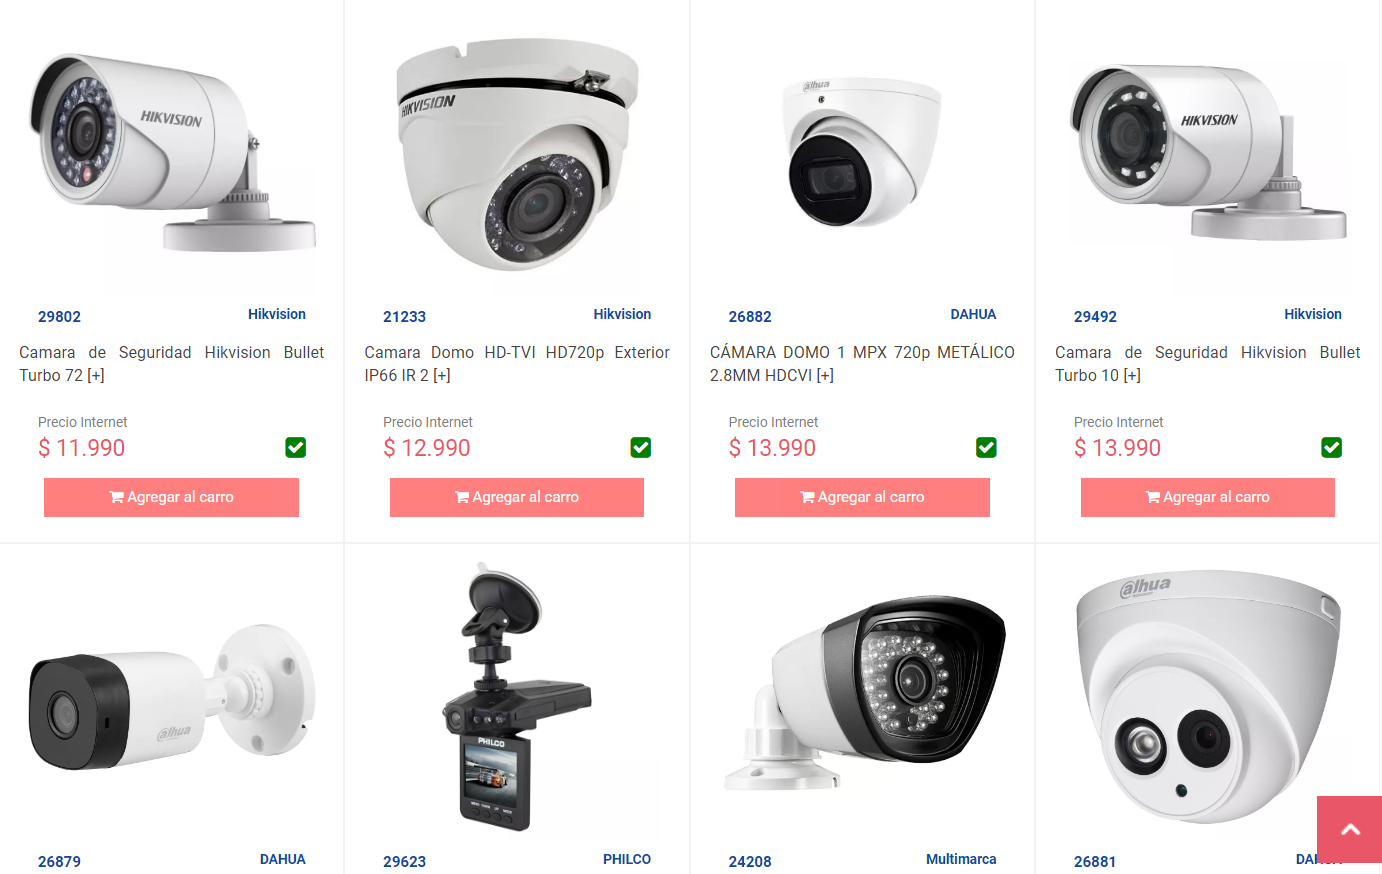 HIKVISION
HIKVISION
alhua
HIKVISION
29802
Hikvision
21233
Hikvision
26882
DAHUA
29492
Hikvision
Camara de Seguridad Hikvision Bullet
Turbo 72 [+]
Camara Domo HD-TVI HD720p Exterior
IP66 IR 2 [+]
CÁMARA DOMO 1 MPX 720p METÁLICO
2.8MM HDCVI [+]
Camara de Seguridad Hikvision Bullet
Turbo 10 [+]
Precio Internet
$ 11.990
Precio Internet
$ 12.990
Precio Internet
$ 13.990
Precio Internet
$ 13.990
Agregar al carro
Agregar al carro
Agregar al carro
Agregar al carro
alhua
PHILCO
alhua
26879
DAHUA
29623
PHILCO
24208
Multimarca
26881